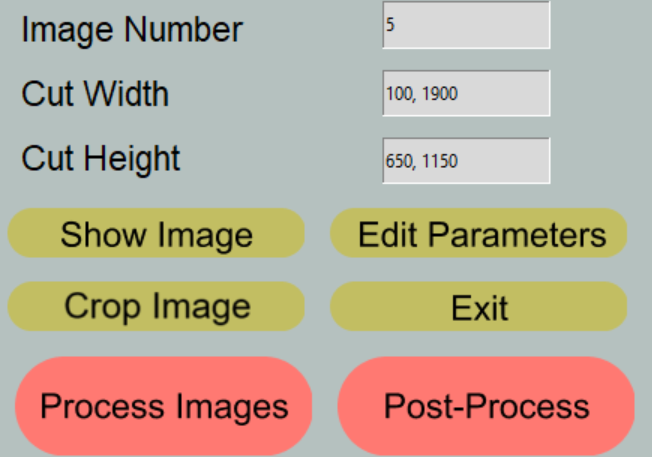 Image Number 5
Cut Width 100, 1900
Cut Height 650, 1150
Show Image Edit Parameters
Crop Image Exit
Process Images Post-Process